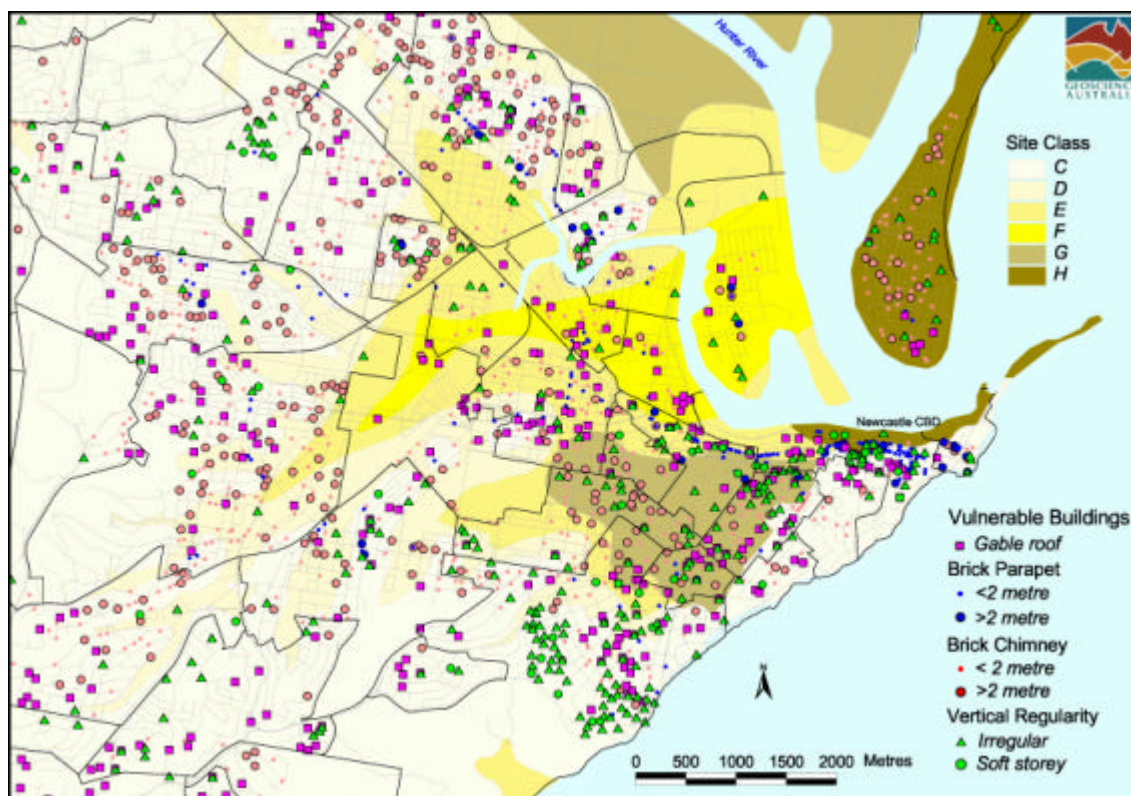 Hunter River
GEOSCIENCE
AUSTRALIA
Site Class
C
D
E
F
G
H
Newcastle CBD
Vulnerable Buildings
Gable roof
Brick Parapet
<2 metre
>2 metre
Brick Chimney
< 2 metre
>2 metre
Vertical Regularity
Irregular
Soft storey
N
0 500 1000 1500 2000 Metres